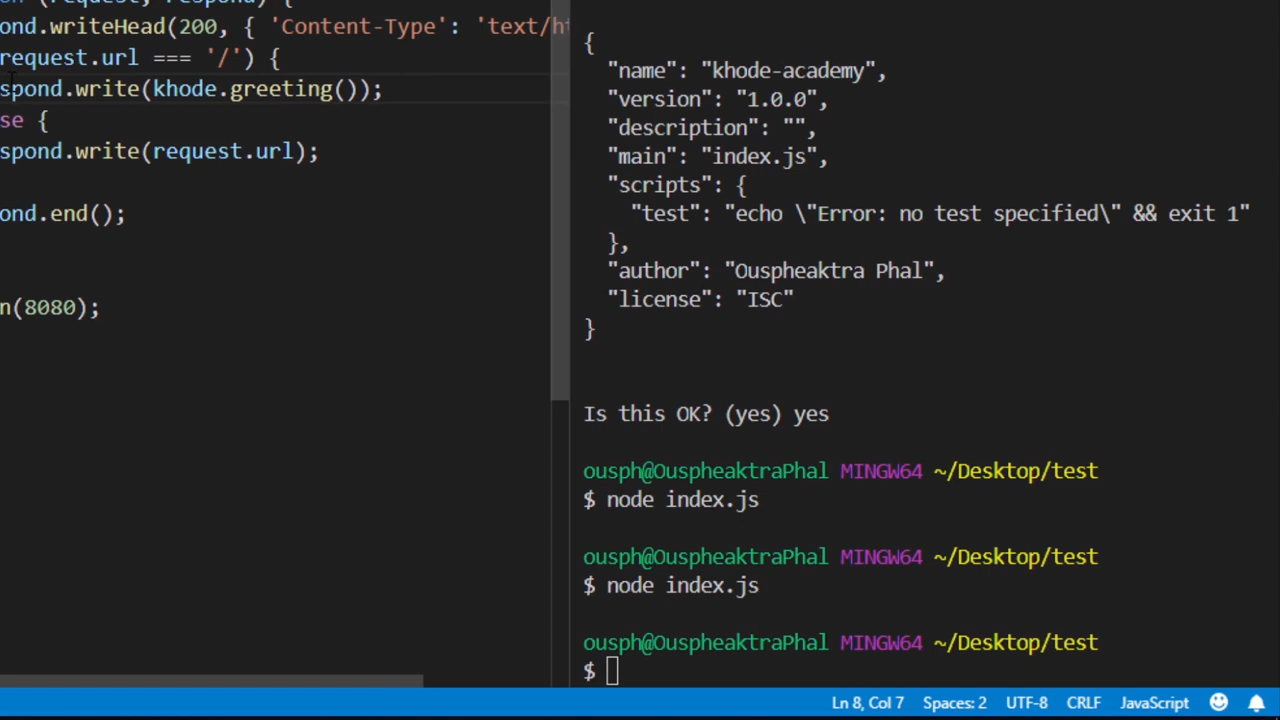 on (request, respond) {
ond.writeHead(200, { 'Content-Type': 'text/ht
request.url === '/') {
spond.write(khode.greeting());
se {
spond.write(request.url);
ond.end();
n(8080);
{
"name": "khode-academy",
"version": "1.0.0",
"description": "",
"main": "index.js",
"scripts": {
"test": "echo \"Error: no test specified\" && exit 1"
},
"author": "Ouspheaktra Phal",
"license": "ISC"
}
Is this OK? (yes) yes
ousph@OuspheaktraPhal MINGW64 ~/Desktop/test
$ node index.js
ousph@OuspheaktraPhal MINGW64 ~/Desktop/test
$ node index.js
ousph@OuspheaktraPhal MINGW64 ~/Desktop/test
$
Ln 8, Col 7 Spaces: 2 UTF-8 CRLF JavaScript